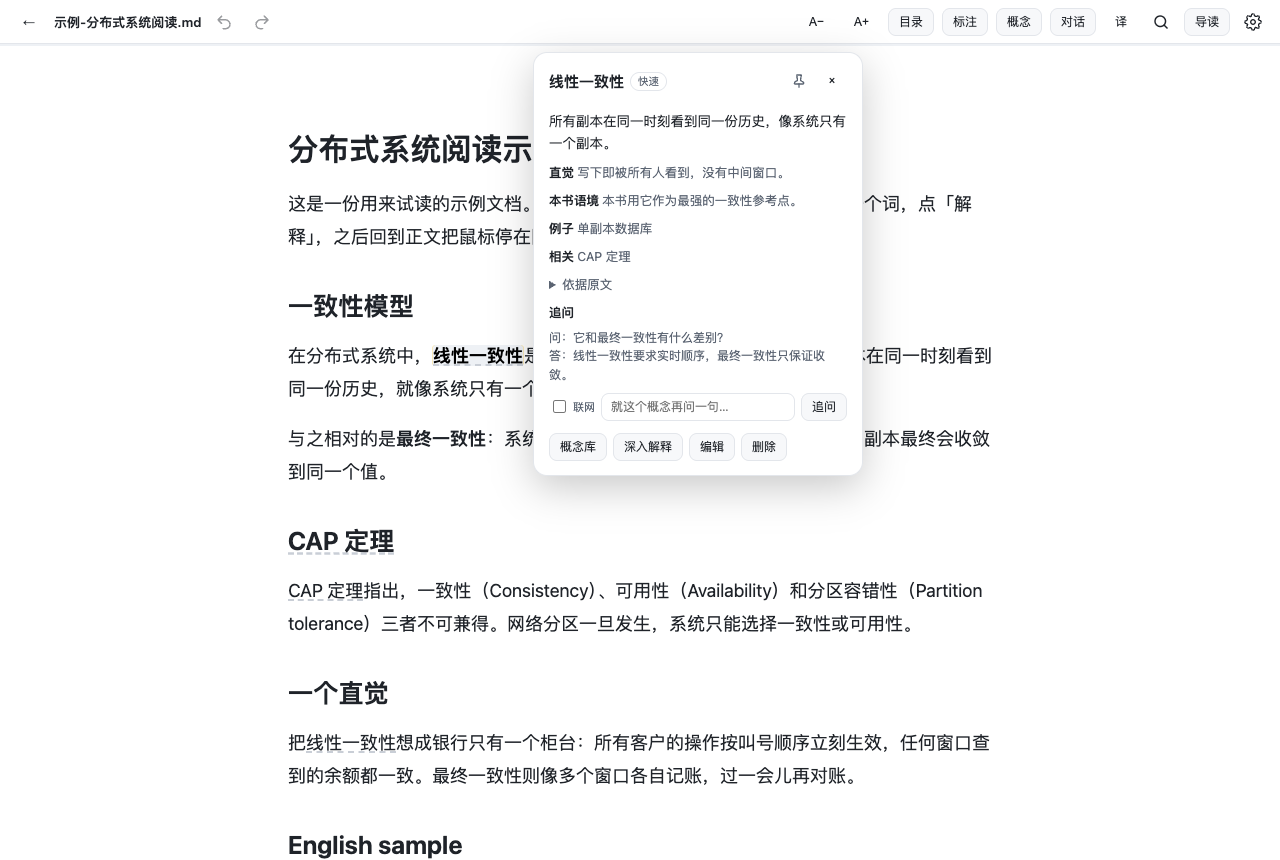 ← 示例-分布式系统阅读.md A− A+ 目录 标注 概念 对话 译 导读
线性一致性 快速 ×
所有副本在同一时刻看到同一份历史，像系统只有
一个副本。
直觉 写下即被所有人看到，没有中间窗口。
本书语境 本书用它作为最强的一致性参考点。
例子 单副本数据库
相关 CAP 定理
▶ 依据原文
追问
问：它和最终一致性有什么差别?
答：线性一致性要求实时顺序，最终一致性只保证收
敛。
联网 就这个概念再问一句... 追问
概念库 深入解释 编辑 删除
分布式系统阅读示
这是一份用来试读的示例文档。 个词，点「解
释」，之后回到正文把鼠标停在
一致性模型
在分布式系统中，线性一致性 在同一时刻看到
同一份历史，就像系统只有一个
与之相对的是最终一致性：系统 副本最终会收敛
到同一个值。
CAP 定理
CAP 定理指出，一致性（Consistency）、可用性（Availability）和分区容错性（Partition
tolerance）三者不可兼得。网络分区一旦发生，系统只能选择一致性或可用性。
一个直觉
把线性一致性想成银行只有一个柜台：所有客户的操作按叫号顺序立刻生效，任何窗口查
到的余额都一致。最终一致性则像多个窗口各自记账，过一会儿再对账。
English sample